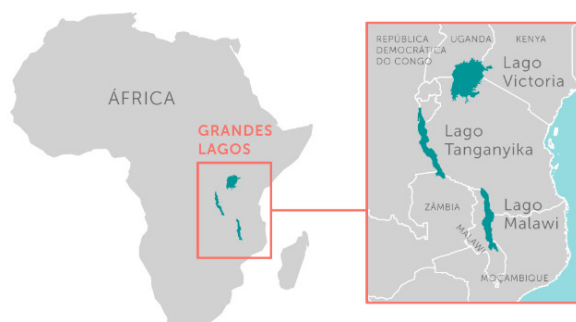 ÁFRICA
GRANDES
LAGOS
REPÚBLICA
DEMOCRÁTICA
DO CONGO
UGANDA
KENYA
Lago
Victoria
Lago
Tanganyika
ZÂMBIA
Lago
Malawi
MALAWI
MOÇAMBIQUE